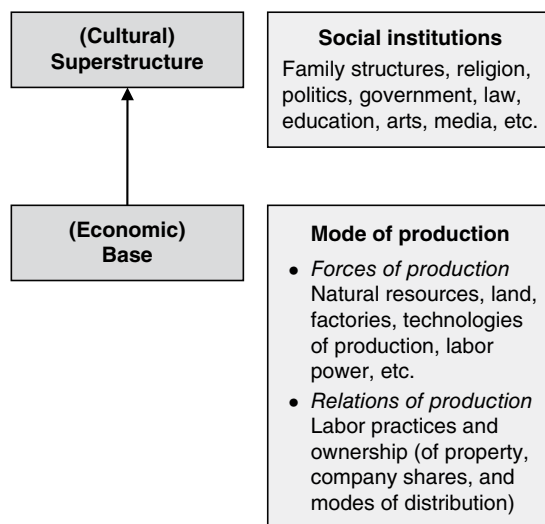 (Cultural)
Superstructure
Social institutions
Family structures, religion,
politics, government, law,
education, arts, media, etc.
(Economic)
Base
Mode of production
• Forces of production
Natural resources, land,
factories, technologies
of production, labor
power, etc.
• Relations of production
Labor practices and
ownership (of property,
company shares, and
modes of distribution)